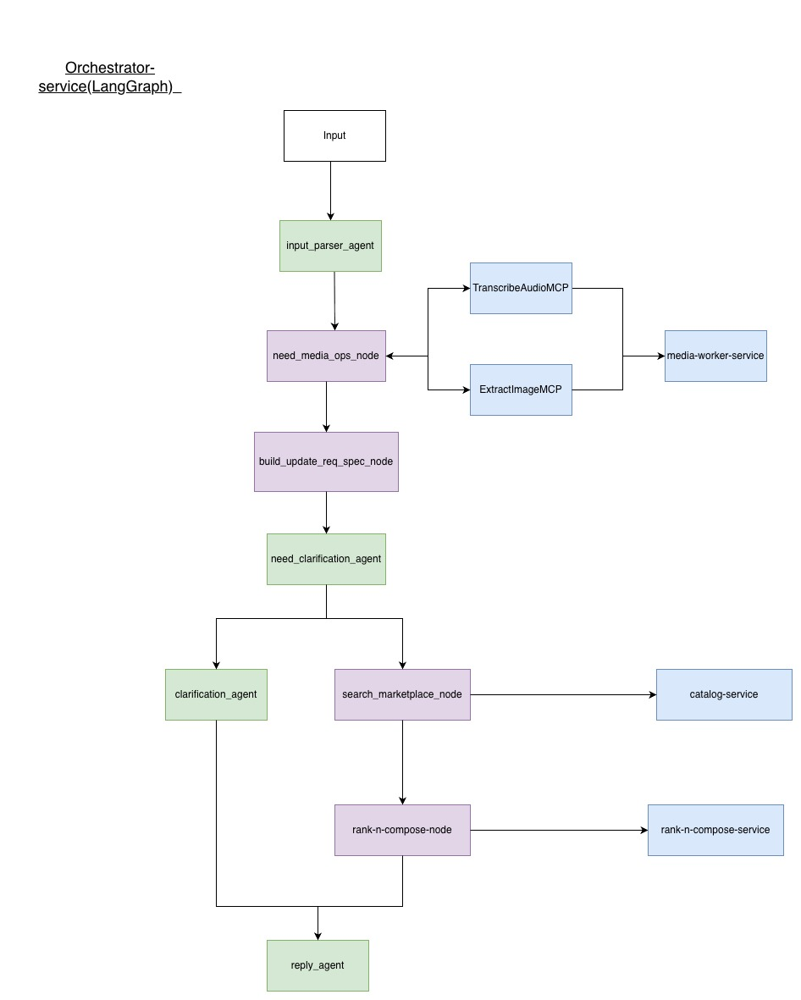 Orchestrator-
service(LangGraph)
Input
input_parser_agent
TranscribeAudioMCP
need_media_ops_node
media-worker-service
ExtractImageMCP
build_update_req_spec_node
need_clarification_agent
clarification_agent
search_marketplace_node
catalog-service
rank-n-compose-node
rank-n-compose-service
reply_agent